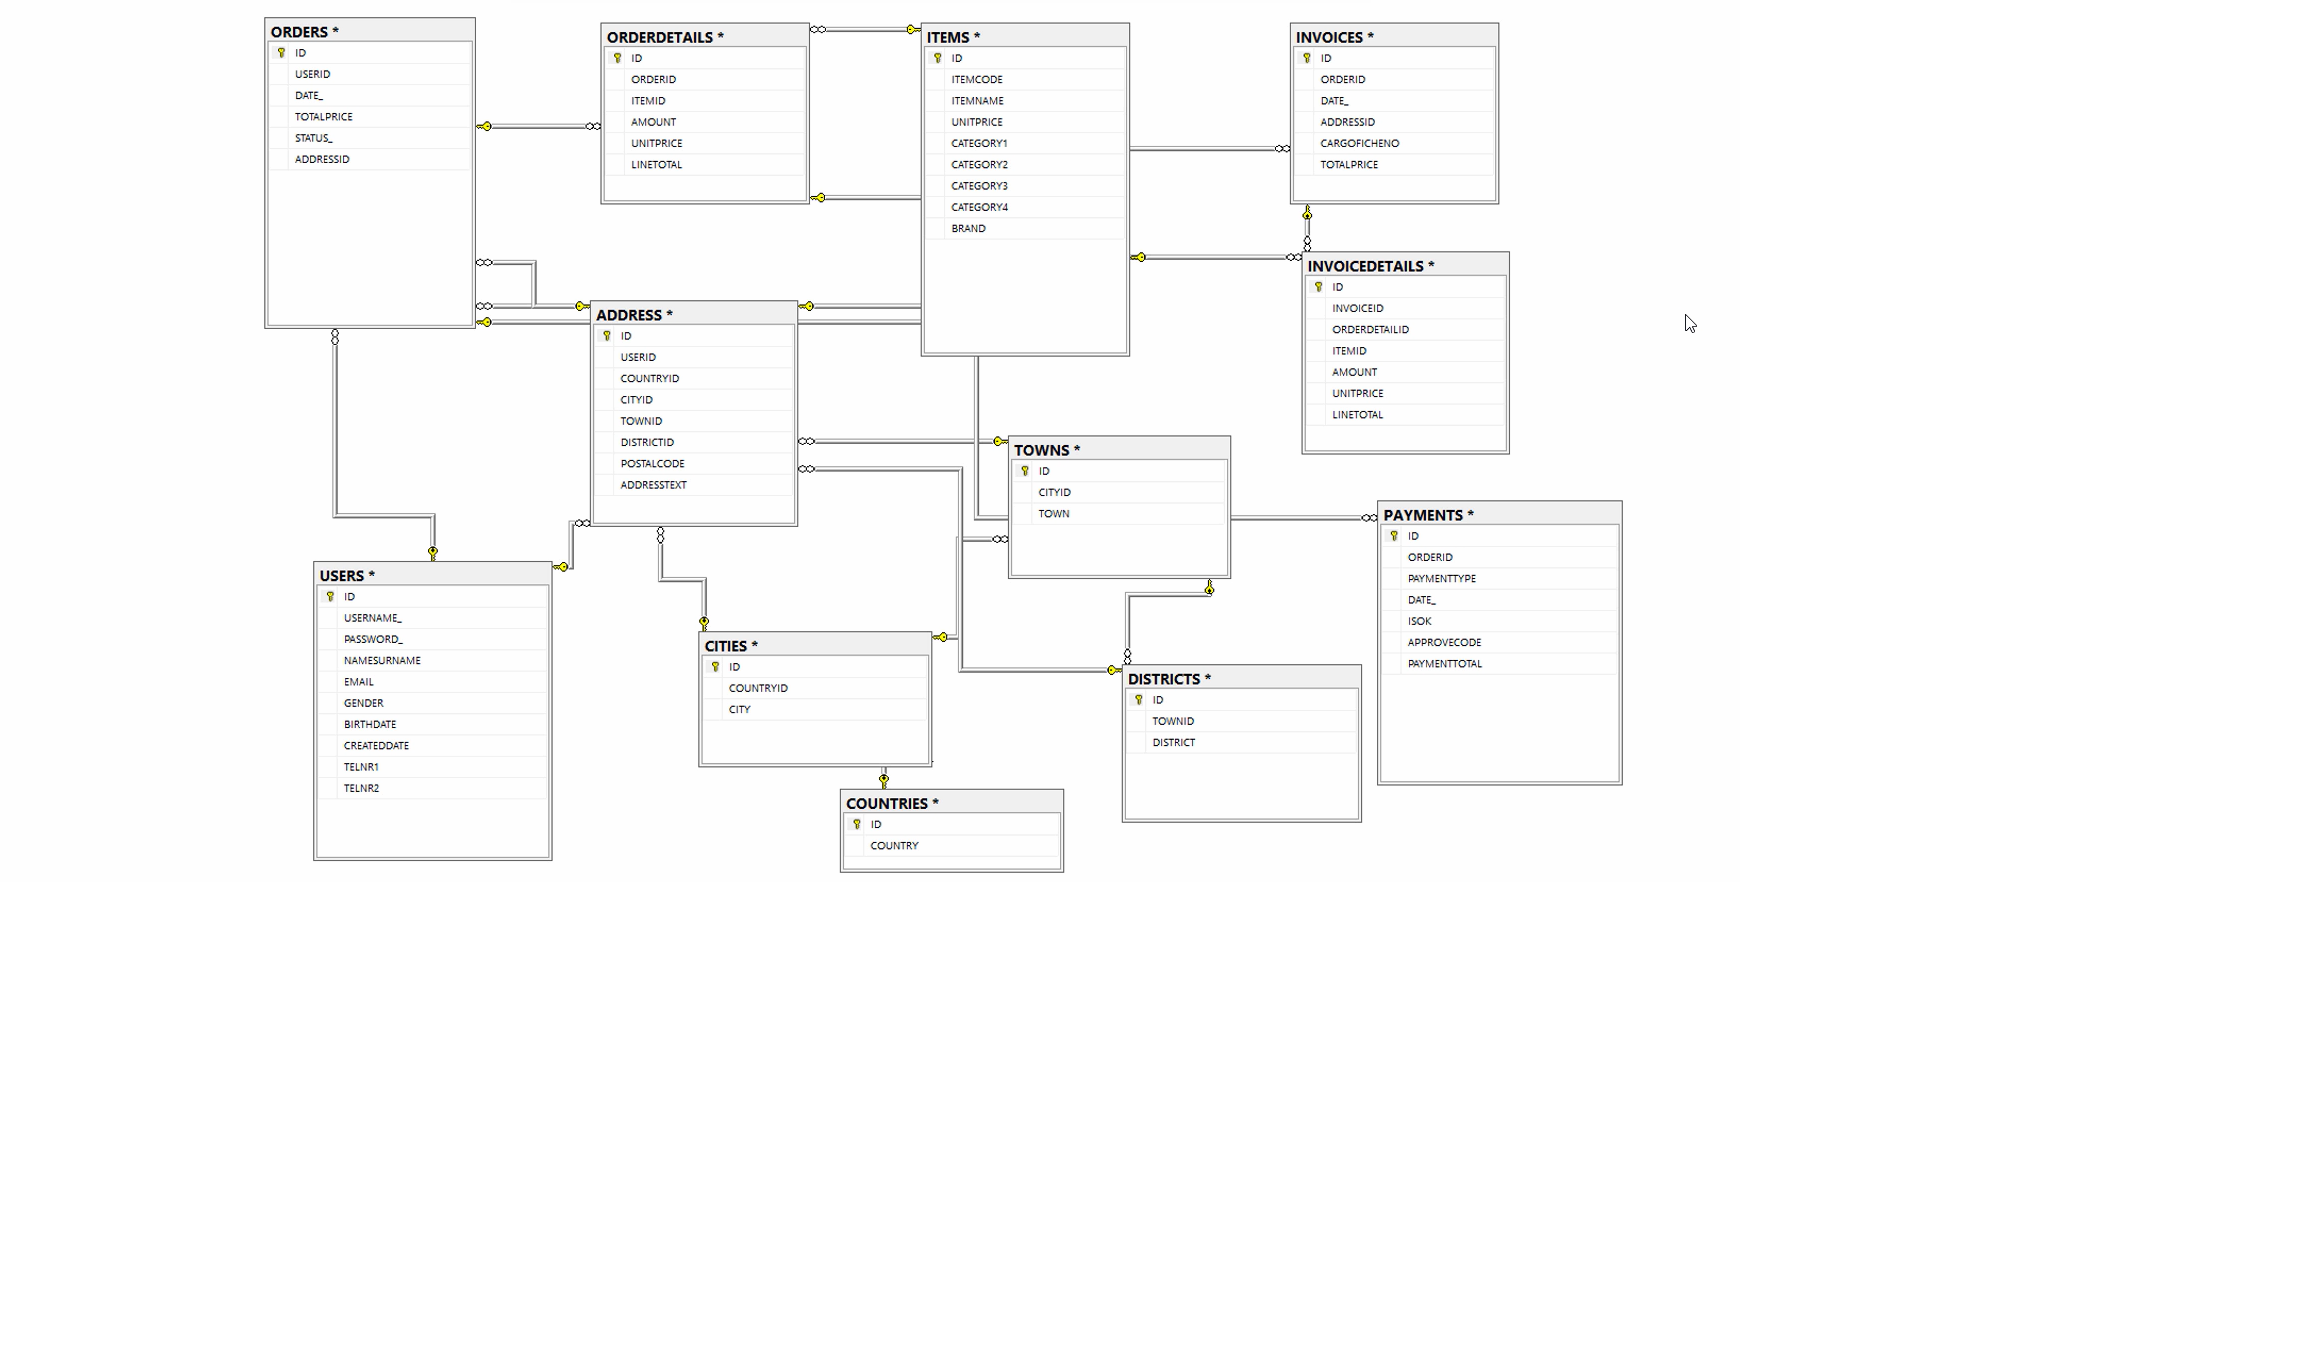 ORDERS *
ID
USERID
DATE_
TOTALPRICE
STATUS_
ADDRESSID
ORDERDETAILS *
ID
ORDERID
ITEMID
AMOUNT
UNITPRICE
LINETOTAL
ITEMS *
ID
ITEMCODE
ITEMNAME
UNITPRICE
CATEGORY1
CATEGORY2
CATEGORY3
CATEGORY4
BRAND
INVOICES *
ID
ORDERID
DATE_
ADDRESSID
CARGOFICHENO
TOTALPRICE
INVOICEDETAILS *
ID
INVOICEID
ORDERDETAILID
ITEMID
AMOUNT
UNITPRICE
LINETOTAL
ADDRESS *
ID
USERID
COUNTRYID
CITYID
TOWNID
DISTRICTID
POSTALCODE
ADDRESSTEXT
TOWNS *
ID
CITYID
TOWN
PAYMENTS *
ID
ORDERID
PAYMENTTYPE
DATE_
ISOK
APPROVECODE
PAYMENTTOTAL
USERS *
ID
USERNAME_
PASSWORD_
NAMESURNAME
EMAIL
GENDER
BIRTHDATE
CREATEDDATE
TELNR1
TELNR2
CITIES *
ID
COUNTRYID
CITY
DISTRICTS *
ID
TOWNID
DISTRICT
COUNTRIES *
ID
COUNTRY